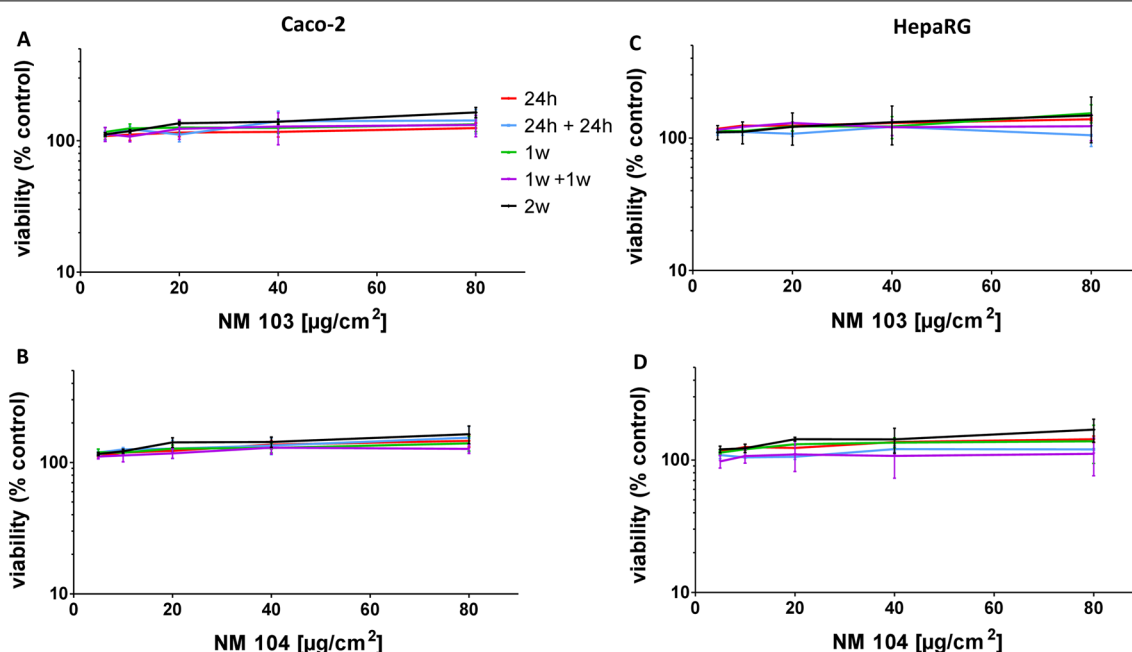 Caco-2
HepaRG
A
viability (% control)
100
10
0
20
40
60
80
NM 103 [µg/cm²]
24h
24h + 24h
1w
1w +1w
2w
C
viability (% control)
100
10
0
20
40
60
80
NM 103 [µg/cm²]
B
viability (% control)
100
10
0
20
40
60
80
NM 104 [µg/cm²]
D
viability (% control)
100
10
0
20
40
60
80
NM 104 [µg/cm²]